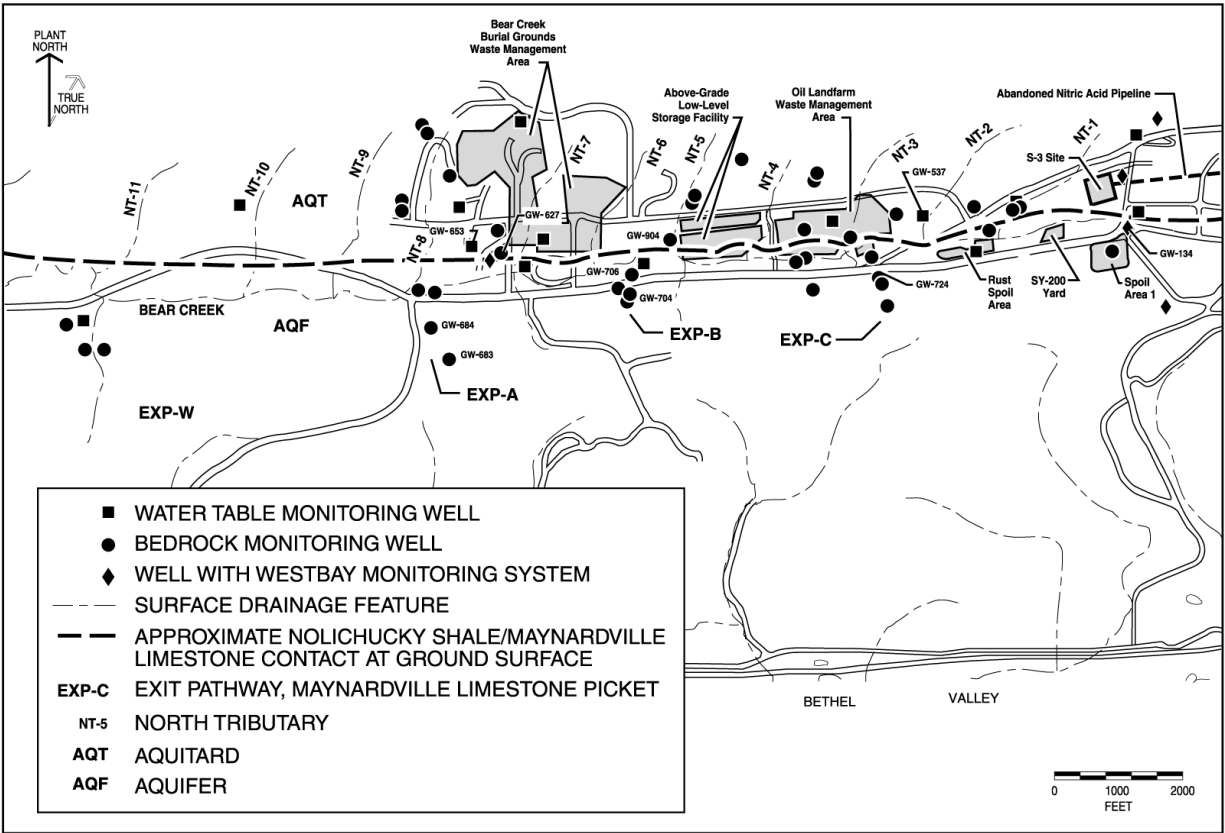 PLANT
NORTH
TRUE
NORTH
Bear Creek
Burial Grounds
Waste Management
Area
Above-Grade
Low-Level
Storage Facility
Oil Landfarm
Waste Management
Area
Abandoned Nitric Acid Pipeline
S-3 Site
NT-11
NT-10
NT-9
NT-8
NT-7
NT-6
NT-5
NT-4
NT-3
NT-2
NT-1
AQT
GW-537
GW-627
GW-653
GW-904
GW-706
GW-704
GW-724
GW-134
Rust
Spoil
Area
SY-200
Yard
Spoil
Area 1
BEAR CREEK
AQF
GW-684
GW-683
EXP-B
EXP-C
EXP-A
EXP-W
WATER TABLE MONITORING WELL
BEDROCK MONITORING WELL
WELL WITH WESTBAY MONITORING SYSTEM
SURFACE DRAINAGE FEATURE
APPROXIMATE NOLICHUCKY SHALE/MAYNARDVILLE
LIMESTONE CONTACT AT GROUND SURFACE
EXP-C EXIT PATHWAY, MAYNARDVILLE LIMESTONE PICKET
NT-5 NORTH TRIBUTARY
AQT AQUITARD
AQF AQUIFER
BETHEL VALLEY
0 1000 2000
FEET